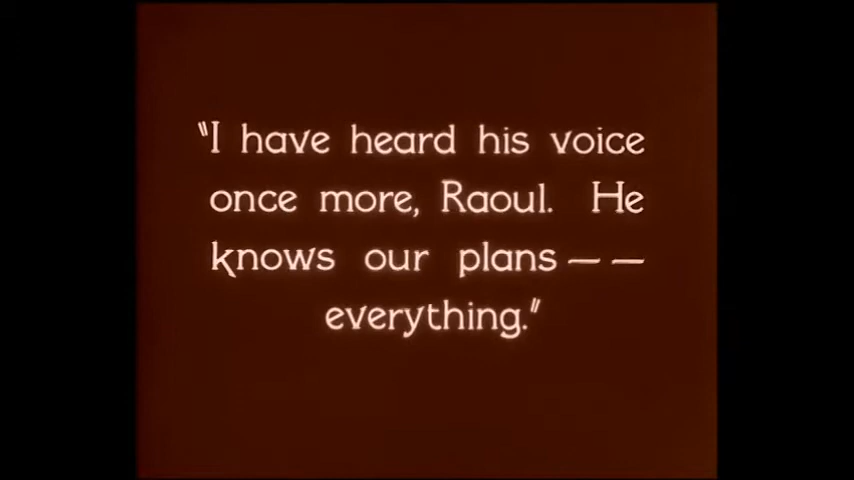 "I have heard his voice
once more, Raoul. He
knows our plans — —
everything."